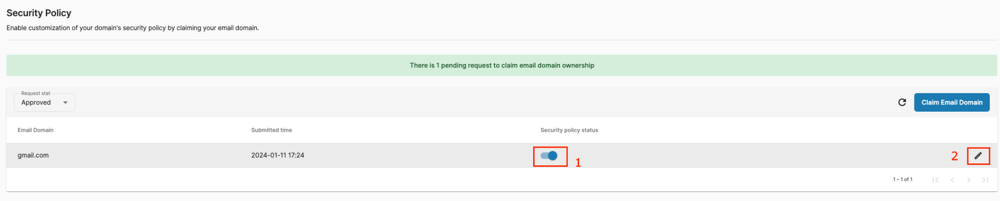 Security Policy
Enable customization of your domain's security policy by claiming your email domain.
There is 1 pending request to claim email domain ownership
Request stat
Approved
Claim Email Domain
Email Domain Submitted time Security policy status
gmail.com 2024-01-11 17:24 1 2
1 – 1 of 1